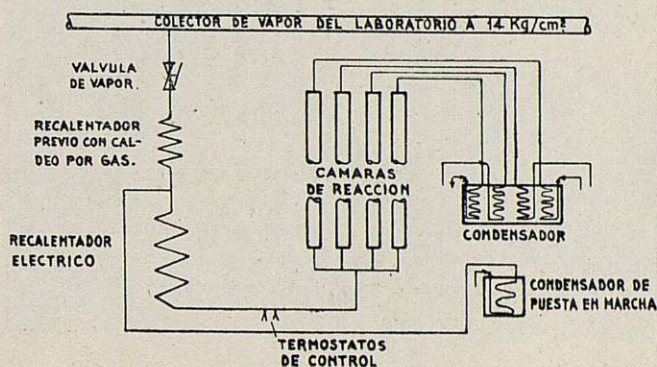 COLECTOR DE VAPOR DEL LABORATORIO A 14 Kg/cm²
VALVULA
DE VAPOR.
RECALENTADOR
PREVIO CON CAL-
DEO POR GAS.
CAMARAS
DE REACCION
RECALENTADOR
ELECTRICO
CONDENSADOR
CONDENSADOR DE
PUESTA EN MARCHA
TERMOSTATOS
DE CONTROL